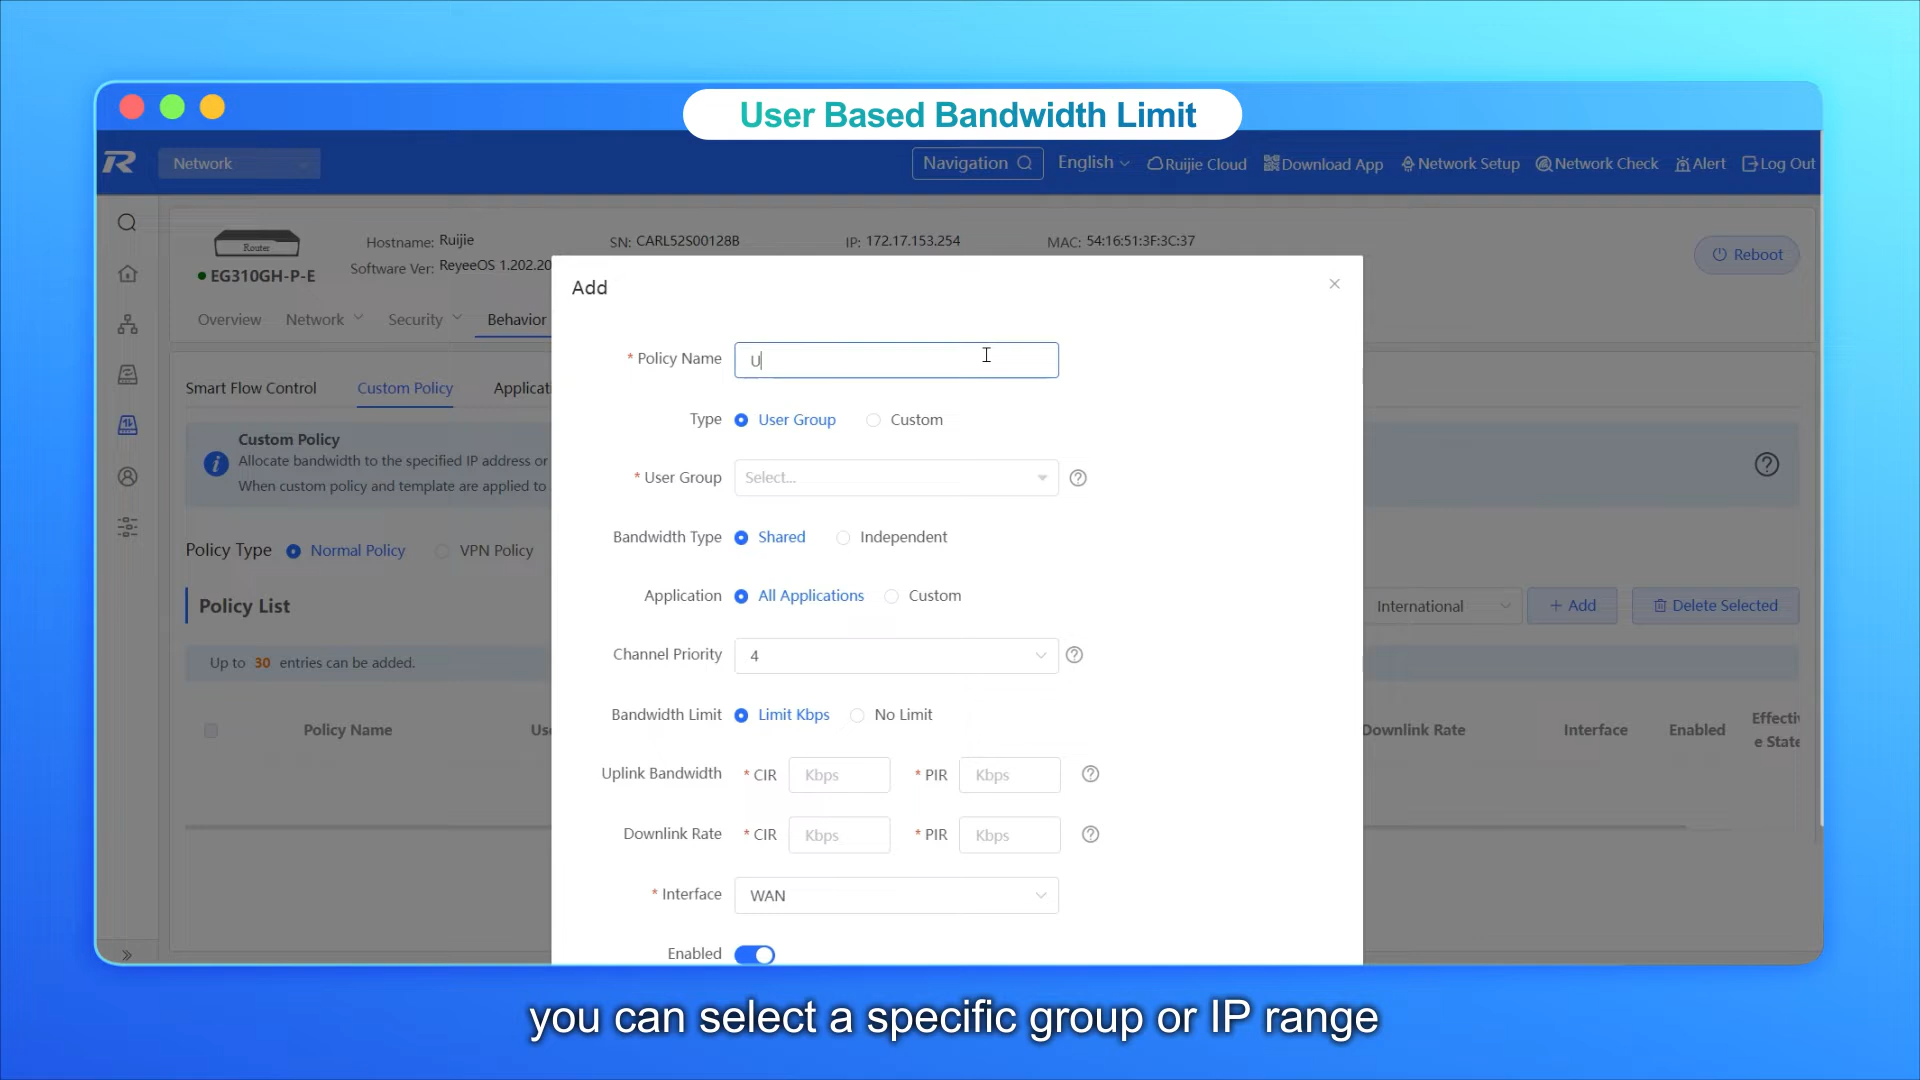 User Based Bandwidth Limit
Network
Navigation
English
Ruijie Cloud
Download App
Network Setup
Network Check
Alert
Log Out
Router
EG310GH-P-E
Hostname: Ruijie
SN: CARL52S00128B
IP: 172.17.153.254
MAC: 54:16:51:3F:3C:37
Software Ver: ReyeeOS 1.202.20
Reboot
Overview
Network
Security
Behavior
Smart Flow Control
Custom Policy
Applicat
Custom Policy
Allocate bandwidth to the specified IP address or
When custom policy and template are applied to
Policy Type
Normal Policy
VPN Policy
Policy List
International
+ Add
Delete Selected
Up to 30 entries can be added.
Policy Name
Use
Downlink Rate
Interface
Enabled
Effectiv
e State
Add
* Policy Name
U
Type
User Group
Custom
* User Group
Select...
Bandwidth Type
Shared
Independent
Application
All Applications
Custom
Channel Priority
4
Bandwidth Limit
Limit Kbps
No Limit
Uplink Bandwidth
* CIR
Kbps
* PIR
Kbps
Downlink Rate
* CIR
Kbps
* PIR
Kbps
* Interface
WAN
Enabled
you can select a specific group or IP range